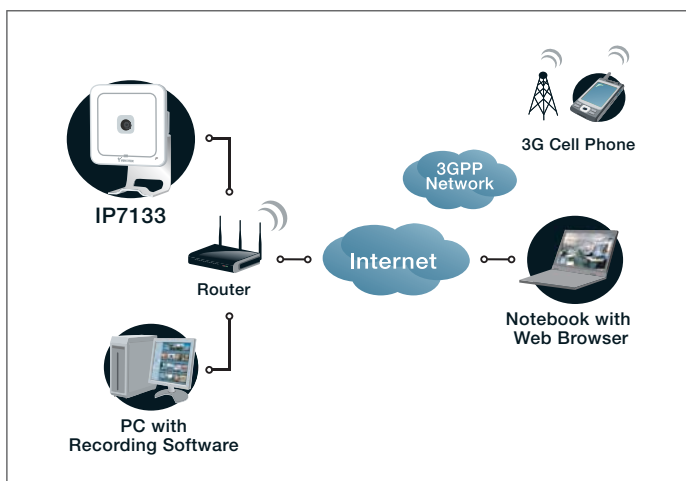 3G Cell Phone
3GPP
Network
IP7133
Internet
Router
Notebook with
Web Browser
PC with
Recording Software